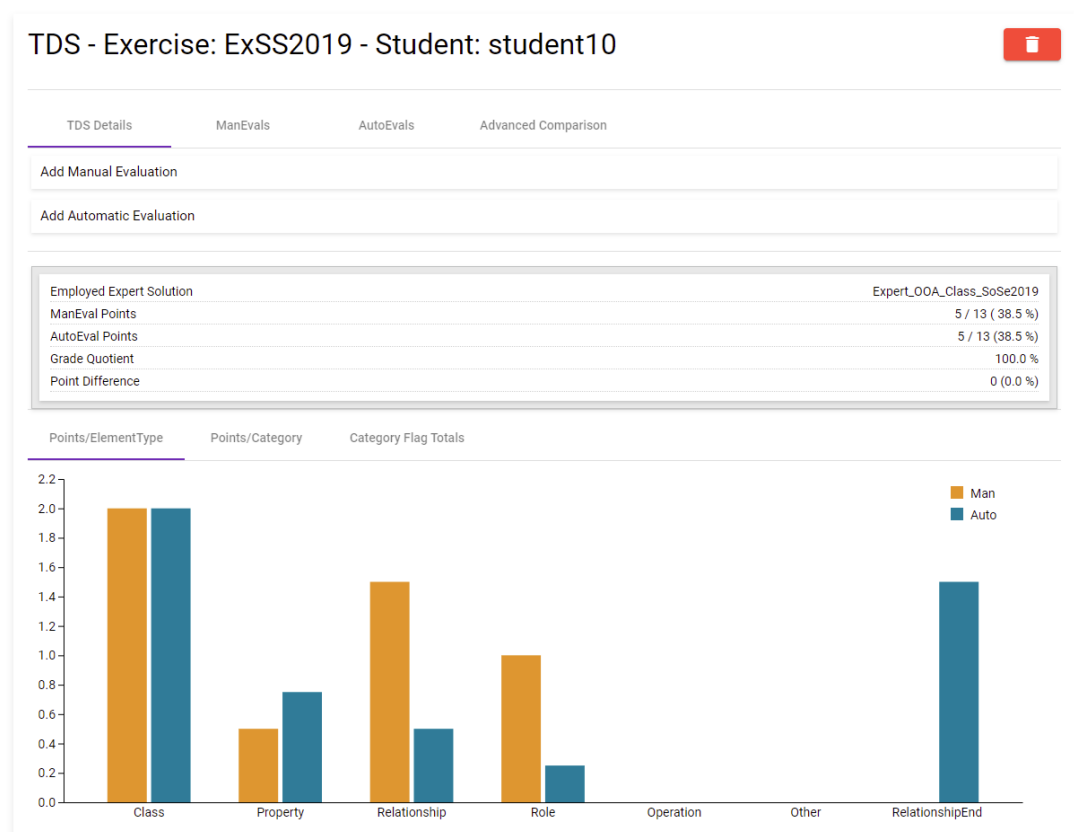 TDS - Exercise: ExSS2019 - Student: student10
TDS Details ManEvals AutoEvals Advanced Comparison
Add Manual Evaluation
Add Automatic Evaluation
Employed Expert Solution Expert_OOA_Class_SoSe2019
ManEval Points 5 / 13 ( 38.5 %)
AutoEval Points 5 / 13 (38.5 %)
Grade Quotient 100.0 %
Point Difference 0 (0.0 %)
Points/ElementType Points/Category Category Flag Totals
2.2
2.0
1.8
1.6
1.4
1.2
1.0
0.8
0.6
0.4
0.2
0.0
Man
Auto
Class Property Relationship Role Operation Other RelationshipEnd